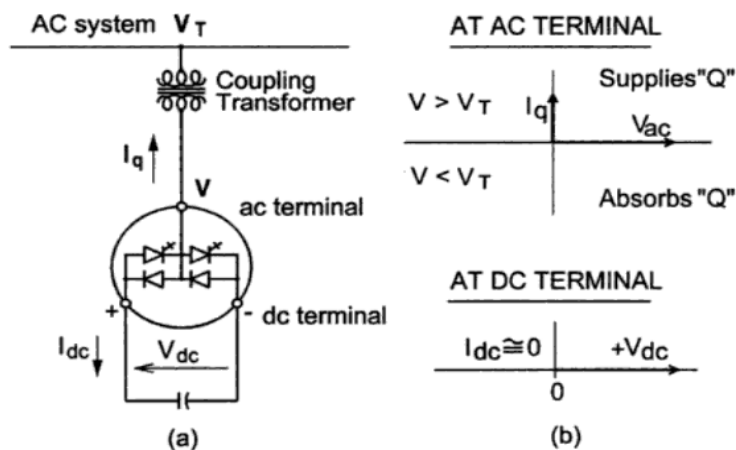 AC system V_T
Coupling
Transformer
I_q
V
ac terminal
+
- dc terminal
I_dc
V_dc
(a)
AT AC TERMINAL
Supplies "Q"
V > V_T
I_q
V_ac
V < V_T
Absorbs "Q"
AT DC TERMINAL
I_dc≅0
+V_dc
0
(b)